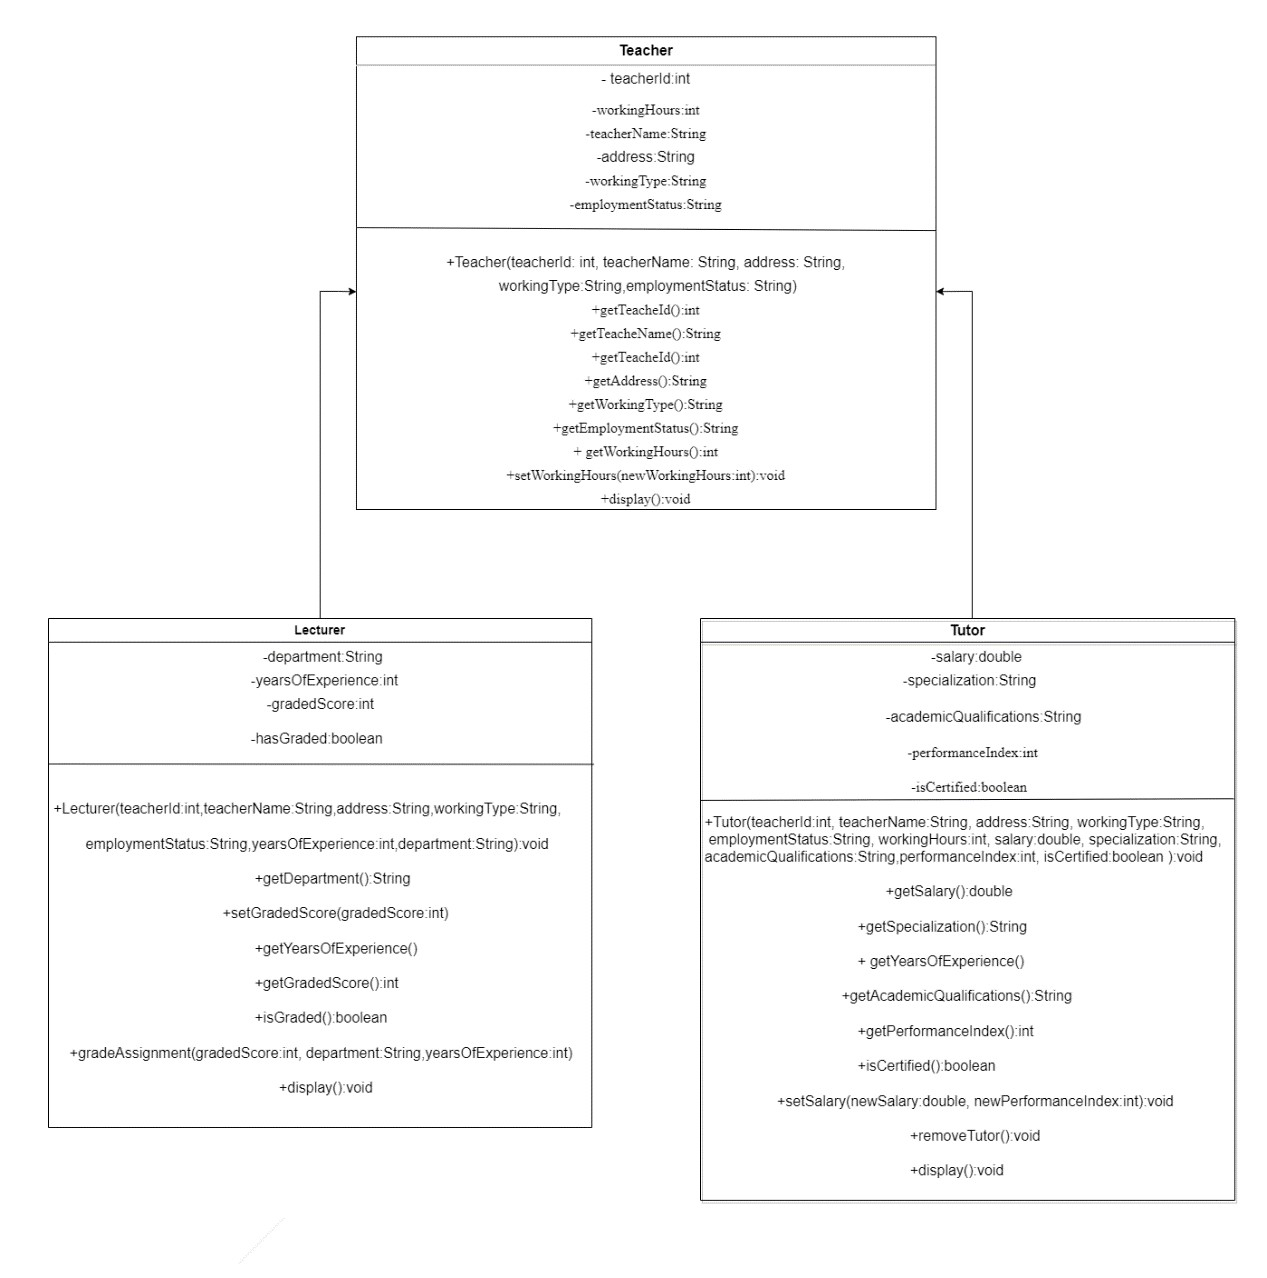 Teacher
- teacherId:int
-workingHours:int
-teacherName:String
-address:String
-workingType:String
-employmentStatus:String
+Teacher(teacherId: int, teacherName: String, address: String,
workingType:String,employmentStatus: String)
+getTeacheId():int
+getTeacheName():String
+getTeacheId():int
+getAddress():String
+getWorkingType():String
+getEmploymentStatus():String
+ getWorkingHours():int
+setWorkingHours(newWorkingHours:int):void
+display():void
Lecturer
-department:String
-yearsOfExperience:int
-gradedScore:int
-hasGraded:boolean
+Lecturer(teacherId:int,teacherName:String,address:String,workingType:String,
employmentStatus:String,yearsOfExperience:int,department:String):void
+getDepartment():String
+setGradedScore(gradedScore:int)
+getYearsOfExperience()
+getGradedScore():int
+isGraded():boolean
+gradeAssignment(gradedScore:int, department:String,yearsOfExperience:int)
+display():void
Tutor
-salary:double
-specialization:String
-academicQualifications:String
-performanceIndex:int
-isCertified:boolean
+Tutor(teacherId:int, teacherName:String, address:String, workingType:String,
employmentStatus:String, workingHours:int, salary:double, specialization:String,
academicQualifications:String,performanceIndex:int, isCertified:boolean ):void
+getSalary():double
+getSpecialization():String
+ getYearsOfExperience()
+getAcademicQualifications():String
+getPerformanceIndex():int
+isCertified():boolean
+setSalary(newSalary:double, newPerformanceIndex:int):void
+removeTutor():void
+display():void